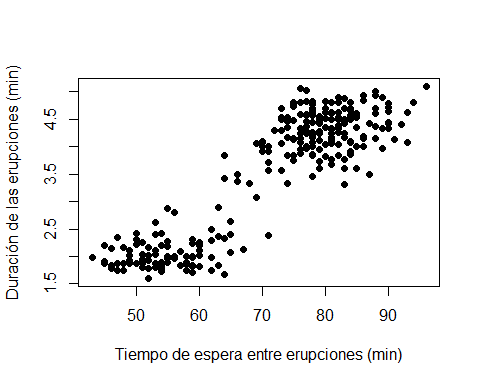 Duración de las erupciones (min)
4.5
3.5
2.5
1.5
50 60 70 80 90
Tiempo de espera entre erupciones (min)